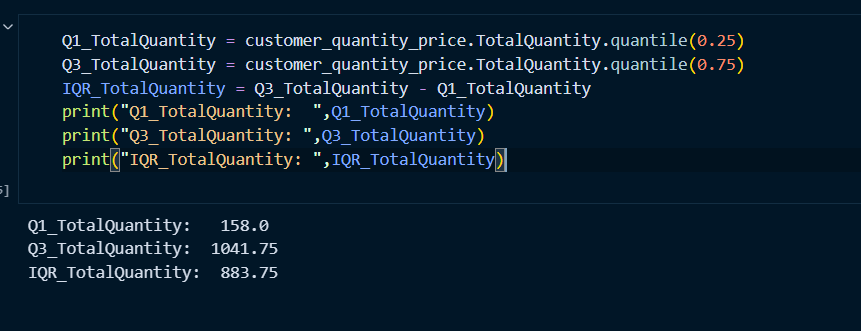 Q1_TotalQuantity = customer_quantity_price.TotalQuantity.quantile(0.25)
Q3_TotalQuantity = customer_quantity_price.TotalQuantity.quantile(0.75)
IQR_TotalQuantity = Q3_TotalQuantity - Q1_TotalQuantity
print("Q1_TotalQuantity:  ",Q1_TotalQuantity)
print("Q3_TotalQuantity: ",Q3_TotalQuantity)
print("IQR_TotalQuantity: ",IQR_TotalQuantity)
]
Q1_TotalQuantity:   158.0
Q3_TotalQuantity:  1041.75
IQR_TotalQuantity:  883.75